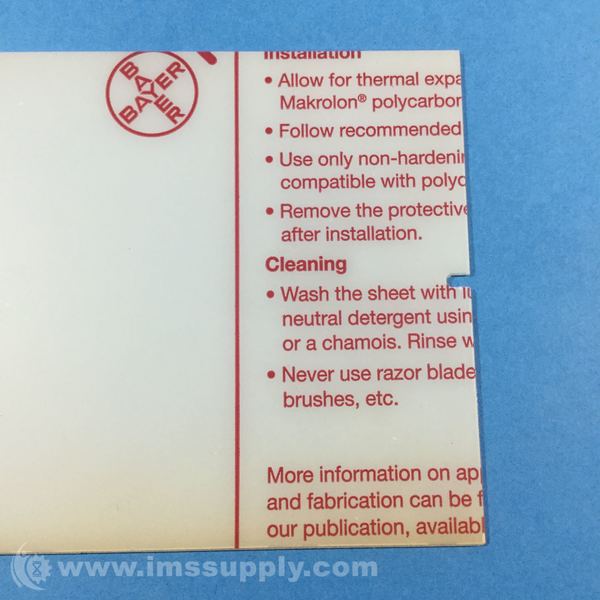 BAYER
BAYER
Installation
• Allow for thermal expa
Makrolon® polycarbon
• Follow recommended
• Use only non-hardenin
compatible with polyc
• Remove the protective
after installation.
Cleaning
• Wash the sheet with lu
neutral detergent usin
or a chamois. Rinse w
• Never use razor blade
brushes, etc.
More information on ap
and fabrication can be f
our publication, availabl
www.imssupply.com